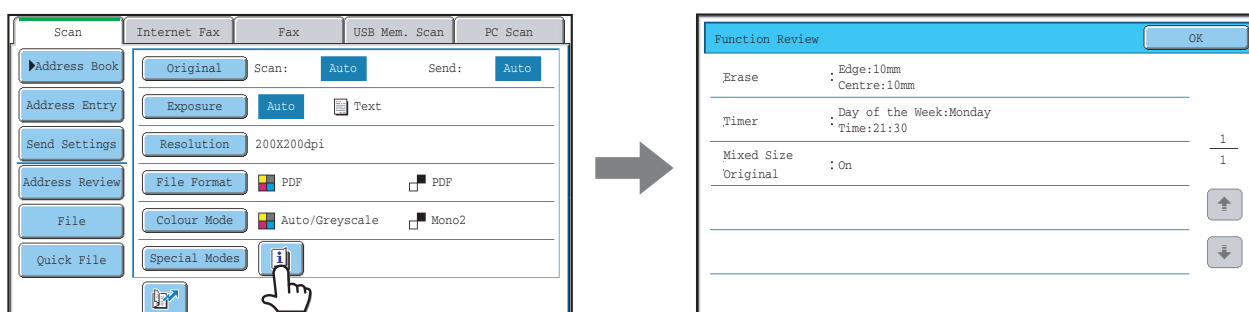 Scan Internet Fax Fax USB Mem. Scan PC Scan
Address Book Original Scan: Auto Send: Auto
Address Entry Exposure Auto Text
Send Settings Resolution 200X200dpi
Address Review File Format PDF PDF
File Colour Mode Auto/Greyscale Mono2
Quick File Special Modes
Function Review OK
Erase : Edge:10mm
Centre:10mm
Timer : Day of the Week:Monday
Time:21:30
Mixed Size
Original : On
1
1